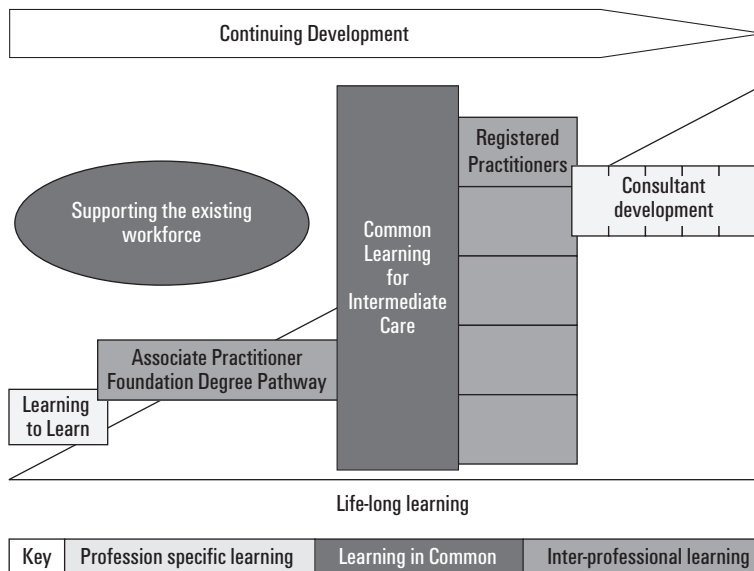 Continuing Development
Registered
Practitioners
Consultant
development
Supporting the existing
workforce
Common
Learning
for
Intermediate
Care
Associate Practitioner
Foundation Degree Pathway
Learning
to Learn
Life-long learning
Key Profession specific learning Learning in Common Inter-professional learning